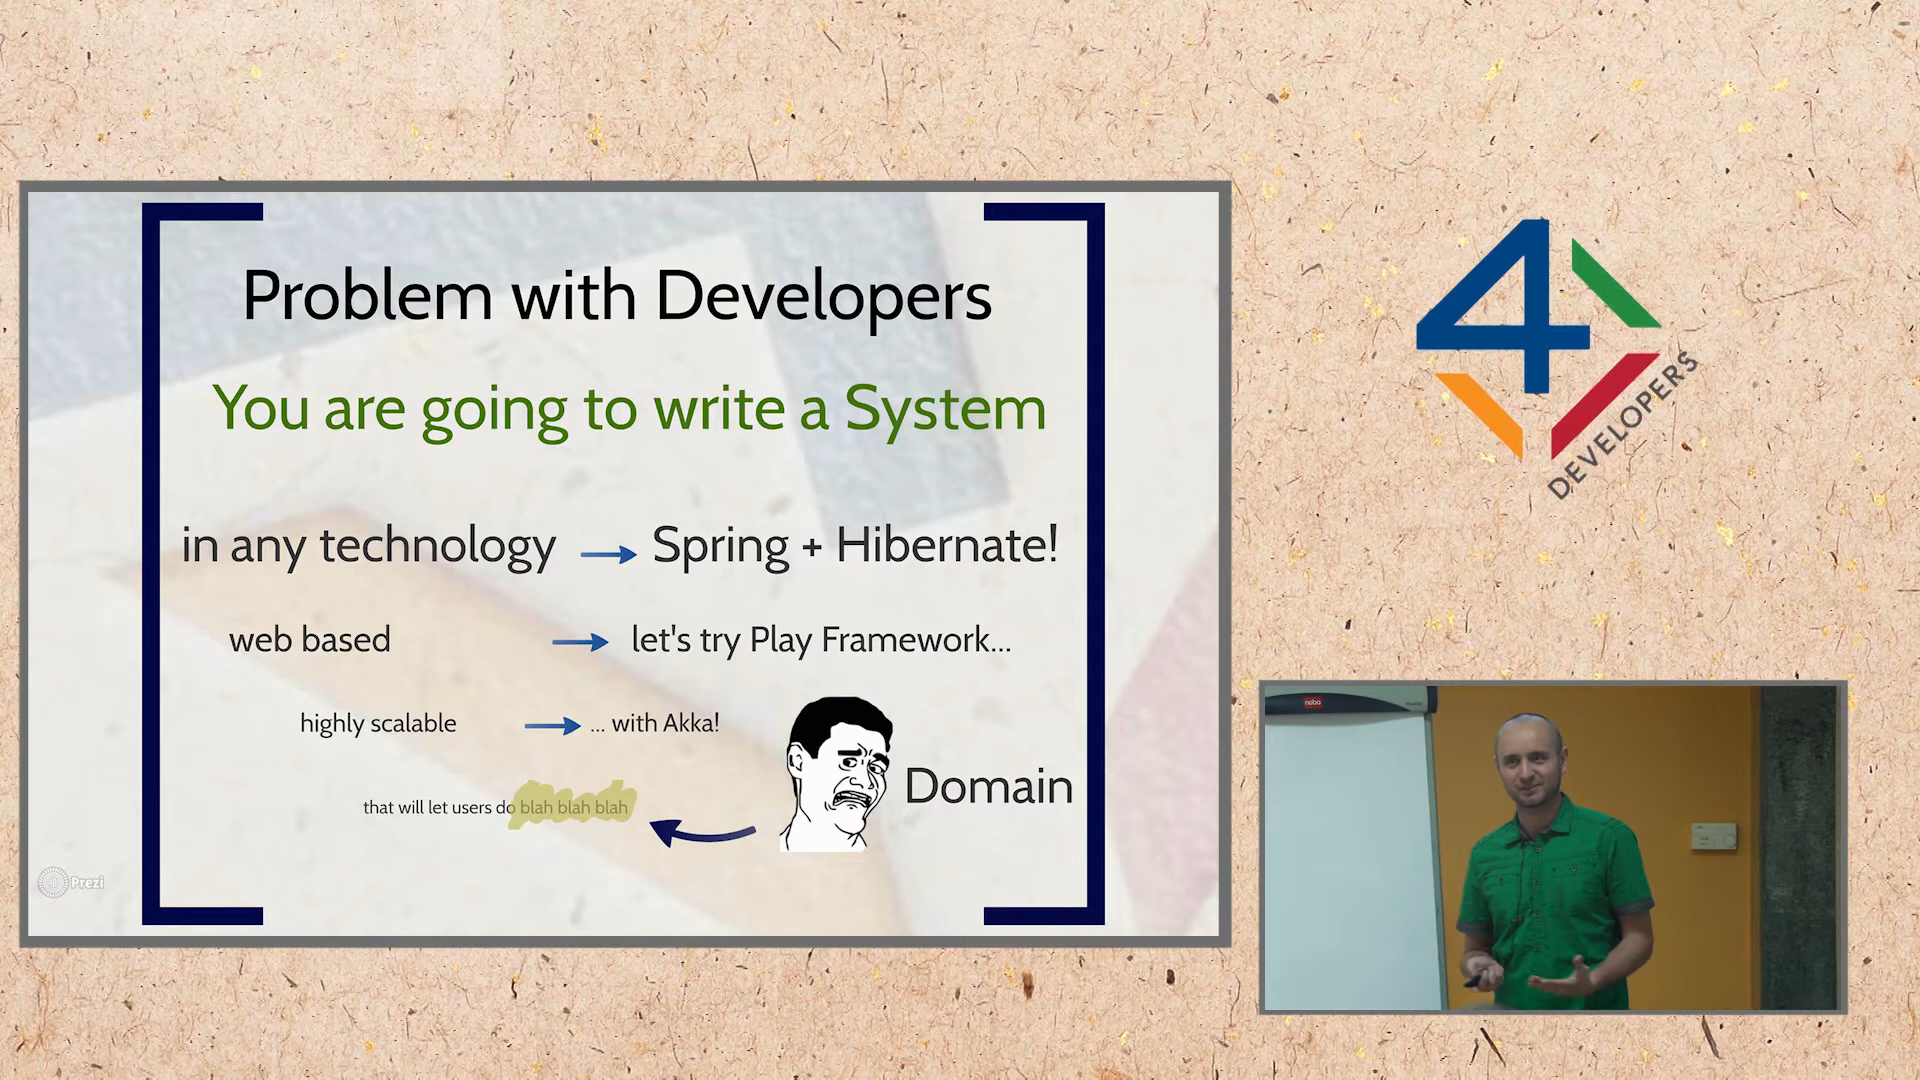 Problem with Developers
You are going to write a System
in any technology → Spring + Hibernate!
web based → let's try Play Framework...
highly scalable → ... with Akka!
that will let users do blah blah blah
Domain
Prezi
4
DEVELOPERS
nobo